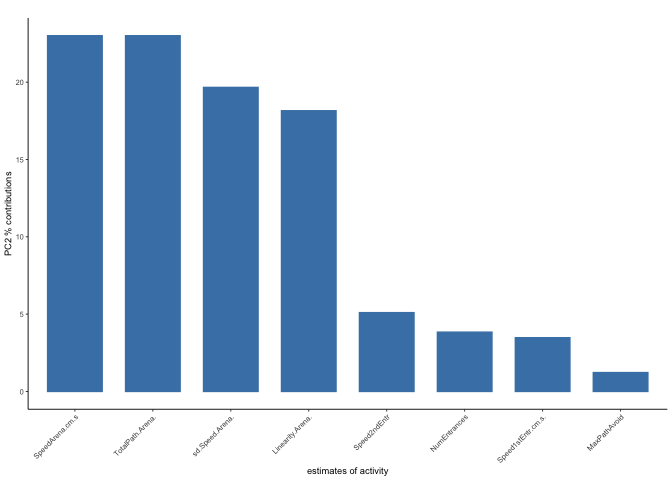 PC2 % contributions
20
15
10
5
0
SpeedArena.cm.s
TotalPath.Arena.
sd.Speed.Arena.
Linearity.Arena.
Speed2ndEntr
NumEntrances
Speed1stEntr.cm.s.
MaxPathAvoid
estimates of activity